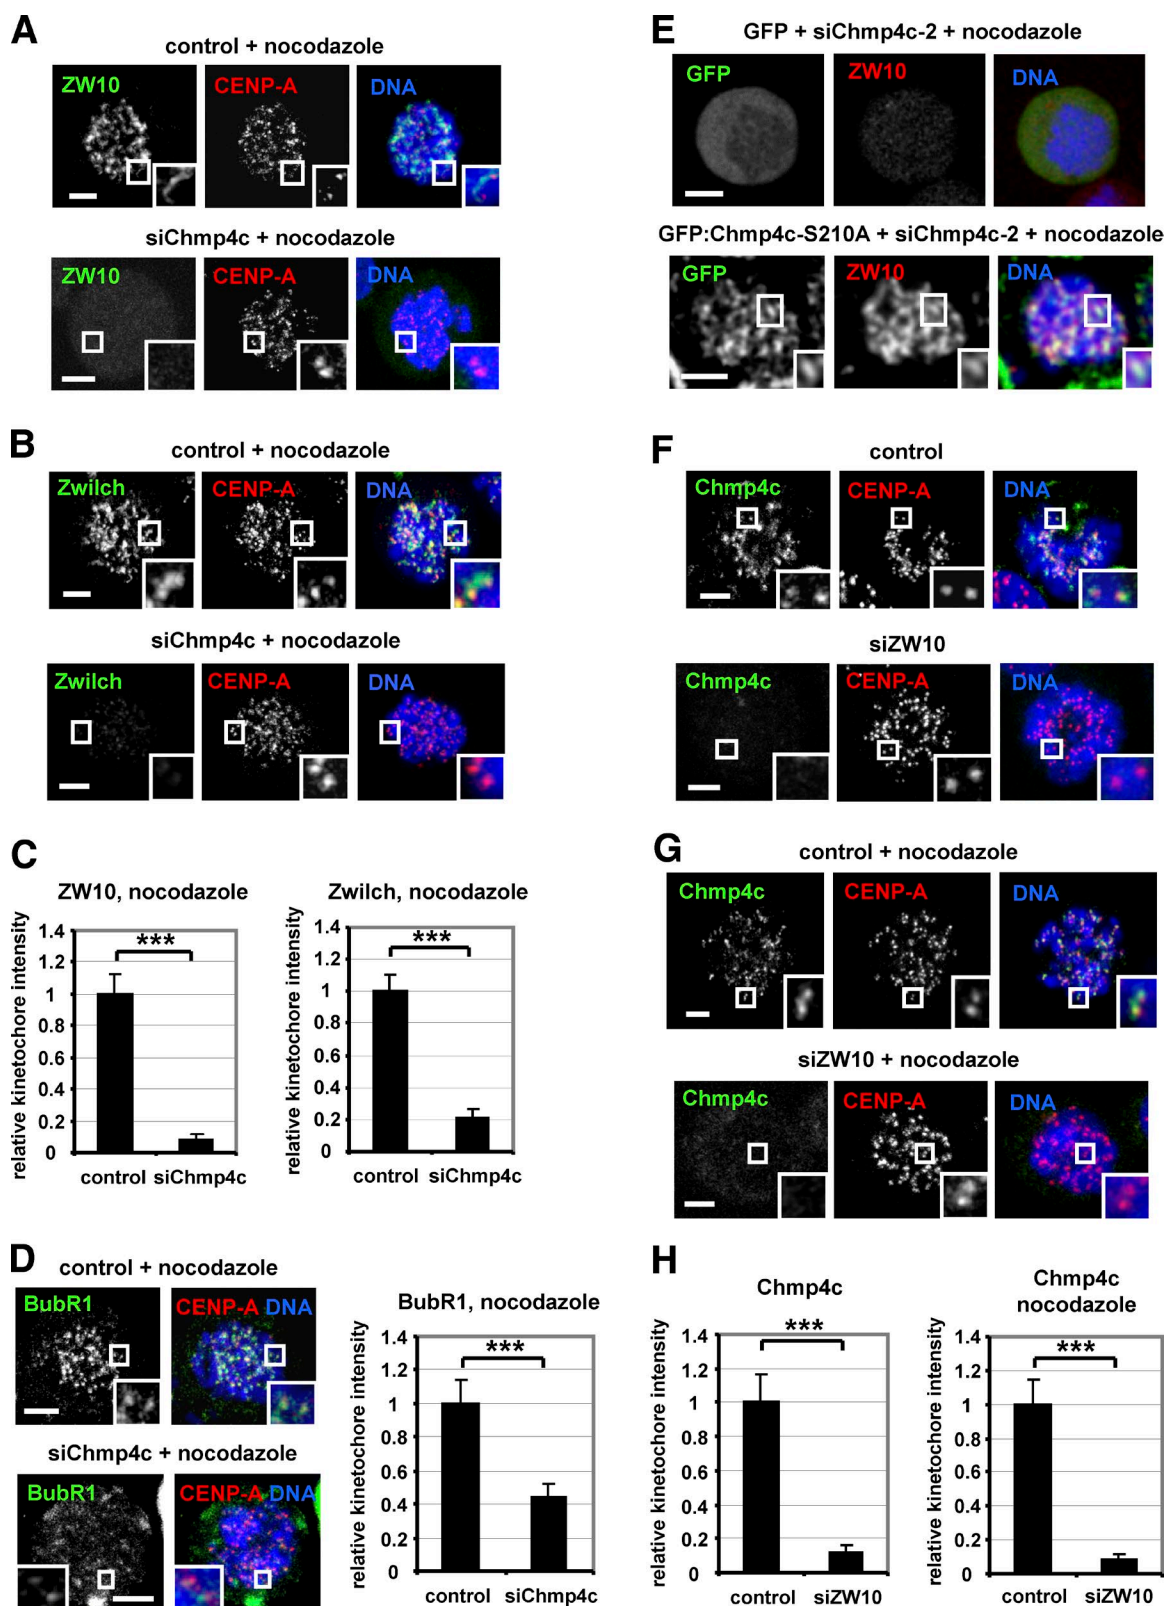 A
control + nocodazole
ZW10 CENP-A DNA
siChmp4c + nocodazole
ZW10 CENP-A DNA
B
control + nocodazole
Zwilch CENP-A DNA
siChmp4c + nocodazole
Zwilch CENP-A DNA
C
ZW10, nocodazole
relative kinetochore intensity
1.4
1.2
1
0.8
0.6
0.4
0.2
0
***
control siChmp4c
Zwilch, nocodazole
relative kinetochore intensity
1.4
1.2
1
0.8
0.6
0.4
0.2
0
***
control siChmp4c
D
control + nocodazole
BubR1 CENP-A DNA
siChmp4c + nocodazole
BubR1 CENP-A DNA
BubR1, nocodazole
relative kinetochore intensity
1.4
1.2
1
0.8
0.6
0.4
0.2
0
***
control siChmp4c
E
GFP + siChmp4c-2 + nocodazole
GFP ZW10 DNA
GFP:Chmp4c-S210A + siChmp4c-2 + nocodazole
GFP ZW10 DNA
F
control
Chmp4c CENP-A DNA
siZW10
Chmp4c CENP-A DNA
G
control + nocodazole
Chmp4c CENP-A DNA
siZW10 + nocodazole
Chmp4c CENP-A DNA
H
Chmp4c
relative kinetochore intensity
1.4
1.2
1
0.8
0.6
0.4
0.2
0
***
control siZW10
Chmp4c
nocodazole
relative kinetochore intensity
1.4
1.2
1
0.8
0.6
0.4
0.2
0
***
control siZW10